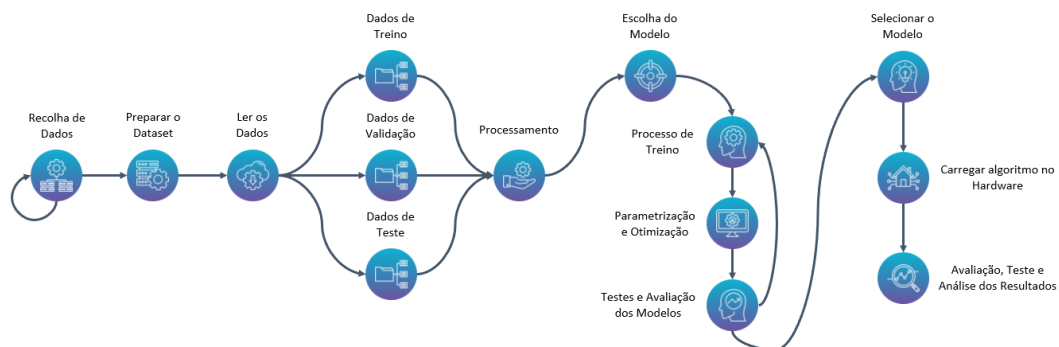 Recolha de
Dados
Preparar o
Dataset
Ler os
Dados
Dados de
Treino
Dados de
Validação
Dados de
Teste
Processamento
Escolha do
Modelo
Processo de
Treino
Parametrização
e Otimização
Testes e Avaliação
dos Modelos
Selecionar o
Modelo
Carregar algoritmo no
Hardware
Avaliação, Teste e
Análise dos Resultados